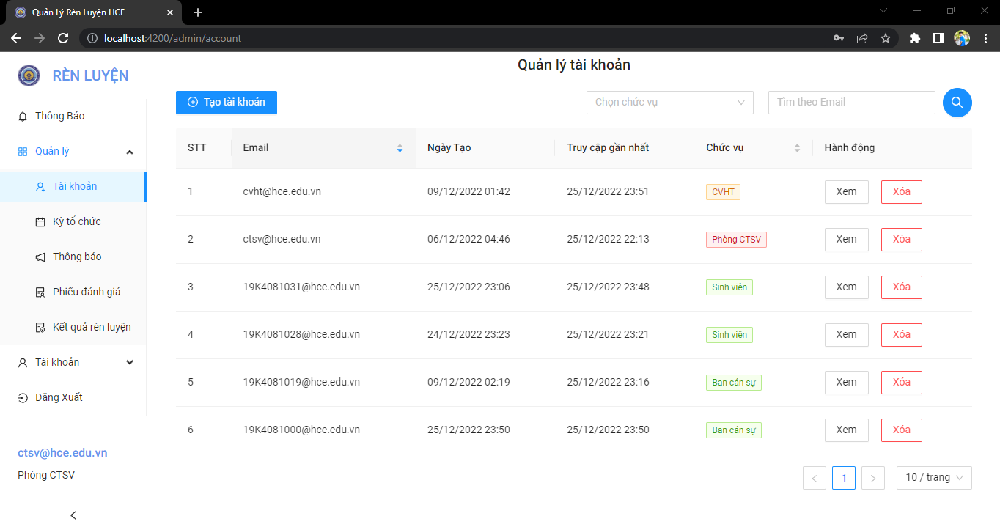 Quản Lý Rèn Luyện HCE
localhost:4200/admin/account
RÈN LUYỆN
Thông Báo
Quản lý
Tài khoản
Kỳ tổ chức
Thông báo
Phiếu đánh giá
Kết quả rèn luyện
Tài khoản
Đăng Xuất
ctsv@hce.edu.vn
Phòng CTSV
Quản lý tài khoản
Tạo tài khoản
Chọn chức vụ
Tìm theo Email
STT Email Ngày Tạo Truy cập gần nhất Chức vụ Hành động
1 cvht@hce.edu.vn 09/12/2022 01:42 25/12/2022 23:51 CVHT Xem Xóa
2 ctsv@hce.edu.vn 06/12/2022 04:46 25/12/2022 22:13 Phòng CTSV Xem Xóa
3 19K4081031@hce.edu.vn 25/12/2022 23:06 25/12/2022 23:48 Sinh viên Xem Xóa
4 19K4081028@hce.edu.vn 24/12/2022 23:23 25/12/2022 23:21 Sinh viên Xem Xóa
5 19K4081019@hce.edu.vn 09/12/2022 02:19 25/12/2022 23:16 Ban cán sự Xem Xóa
6 19K4081000@hce.edu.vn 25/12/2022 23:50 25/12/2022 23:50 Ban cán sự Xem Xóa
1
10 / trang